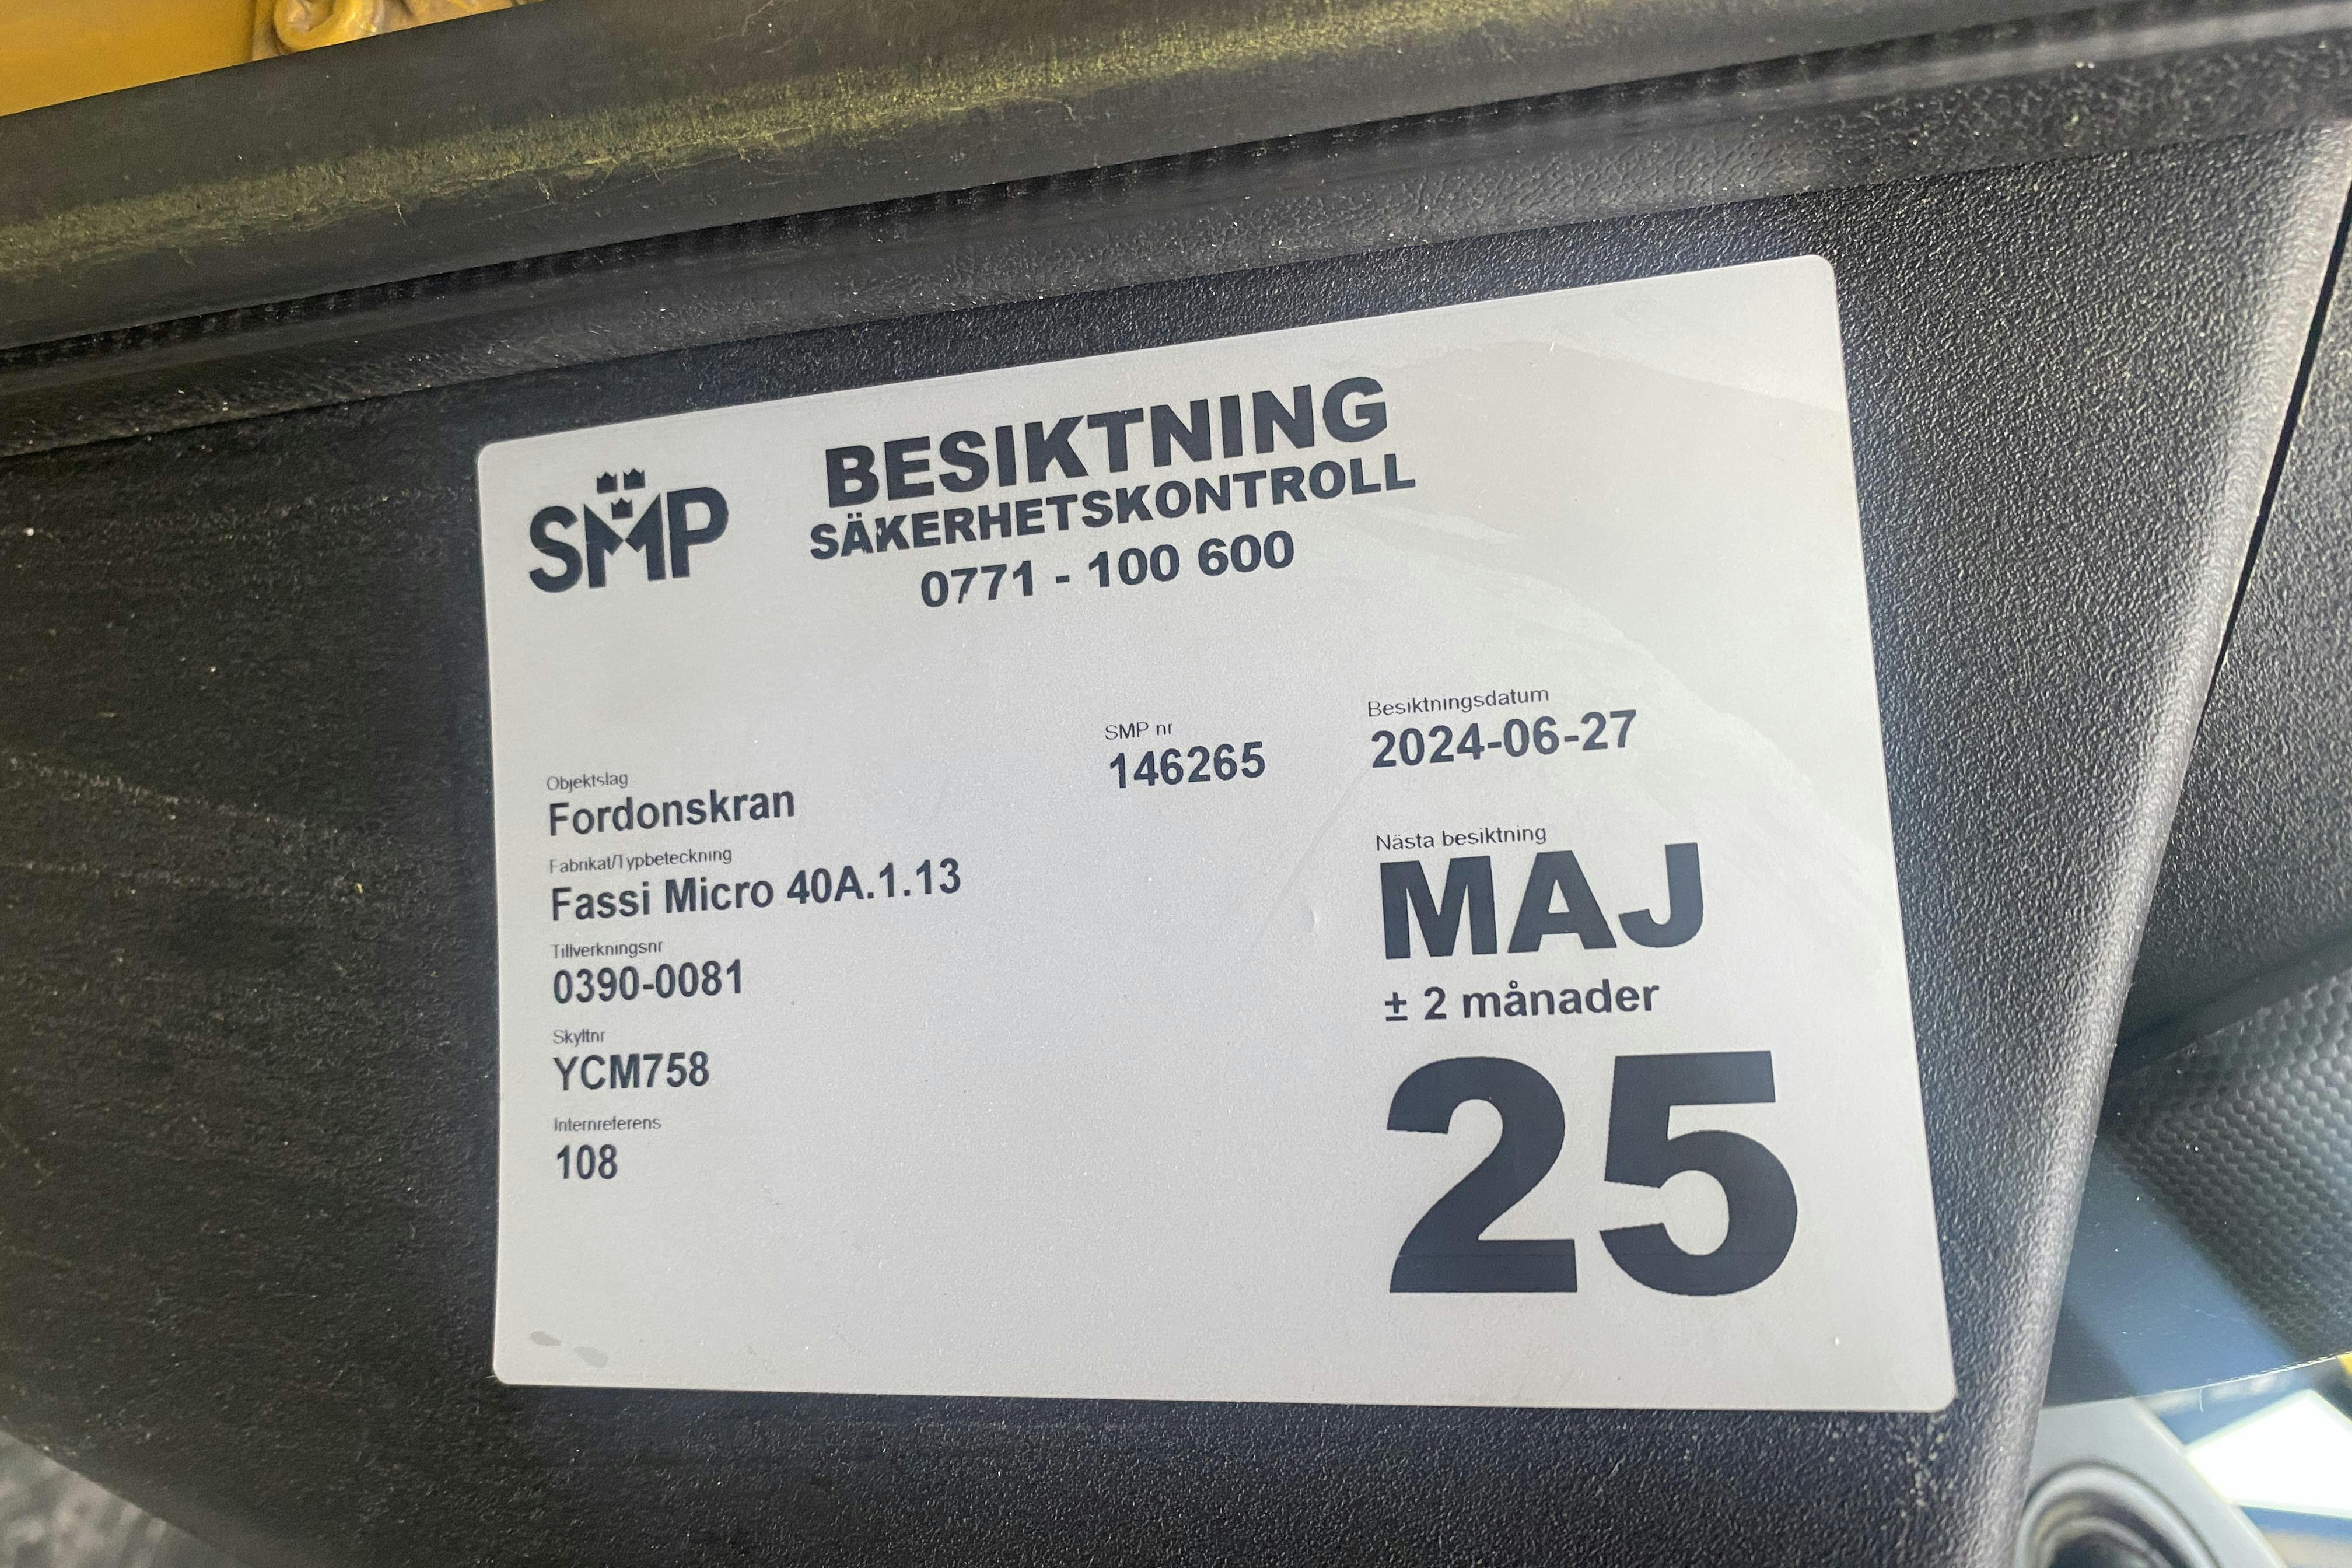 SMP
BESIKTNING
SÄKERHETSKONTROLL
0771 - 100 600
Objektslag
Fordonskran
SMP nr
146265
Besiktningsdatum
2024-06-27
Fabrikat/Typbeteckning
Fassi Micro 40A.1.13
Tillverkningsnr
0390-0081
Skyltnr
YCM758
Internreferens
108
Nästa besiktning
MAJ
± 2 månader
25